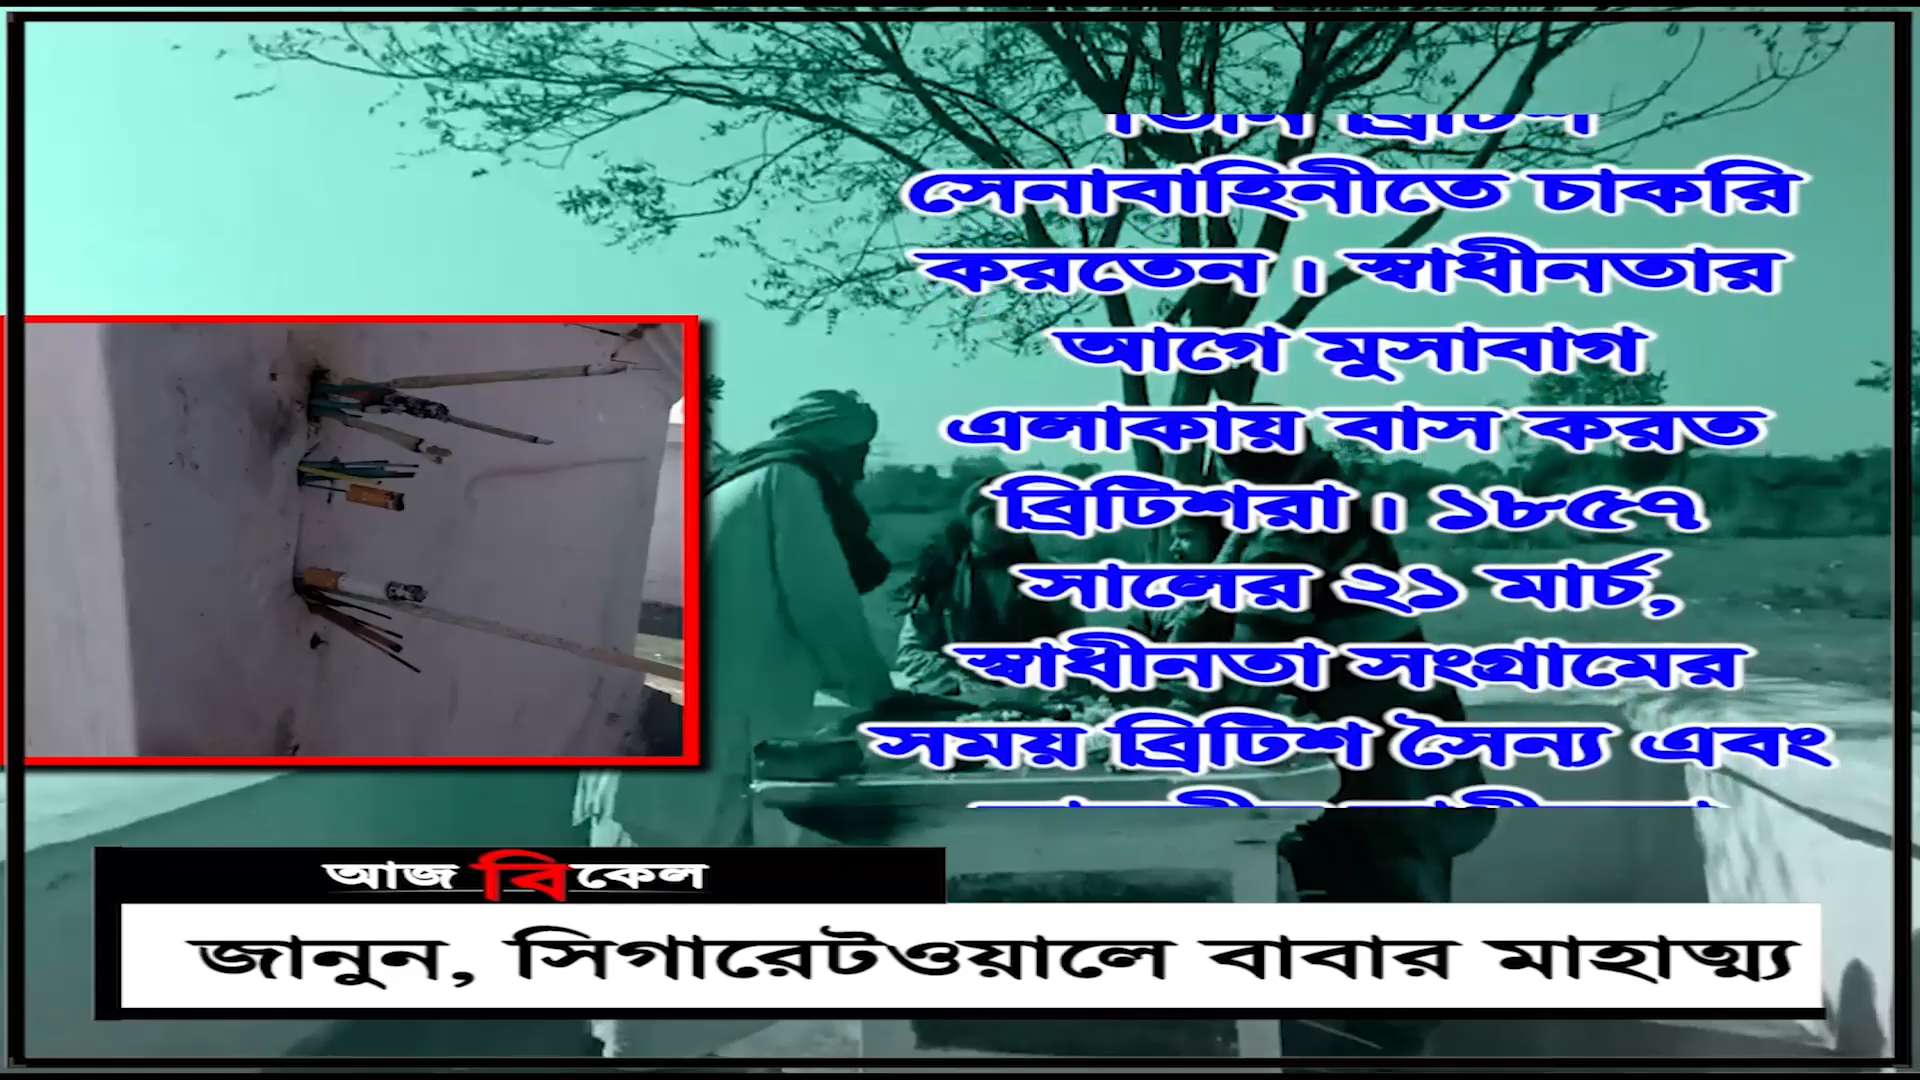 সেনাবাহিনীতে চাকরি
করতেন। স্বাধীনতার
আগে মুসাবাগ
এলাকায় বাস করত
ব্রিটিশরা। ১৮৫৭
সালের ২১ মার্চ,
স্বাধীনতা সংগ্রামের
সময় ব্রিটিশ সৈন্য এবং
আজ বিকেল
জানুন, সিগারেটওয়ালে বাবার মাহাত্ম্য